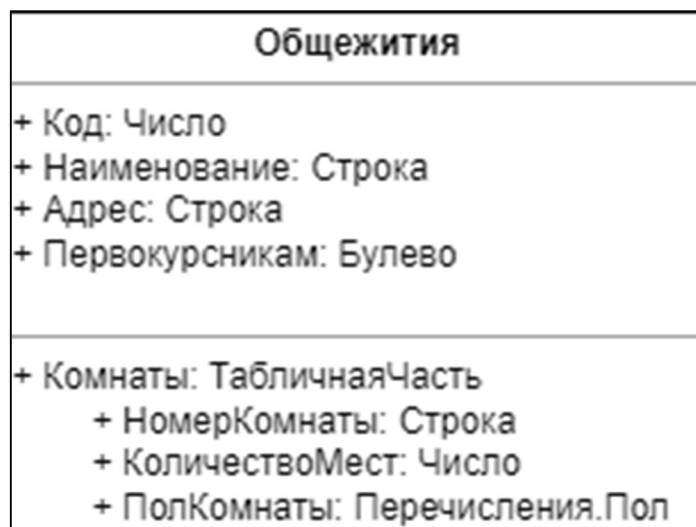 Общежития
+ Код: Число
+ Наименование: Строка
+ Адрес: Строка
+ Первокурсникам: Булево
+ Комнаты: ТабличнаяЧасть
+ НомерКомнаты: Строка
+ КоличествоМест: Число
+ ПолКомнаты: Перечисления.Пол